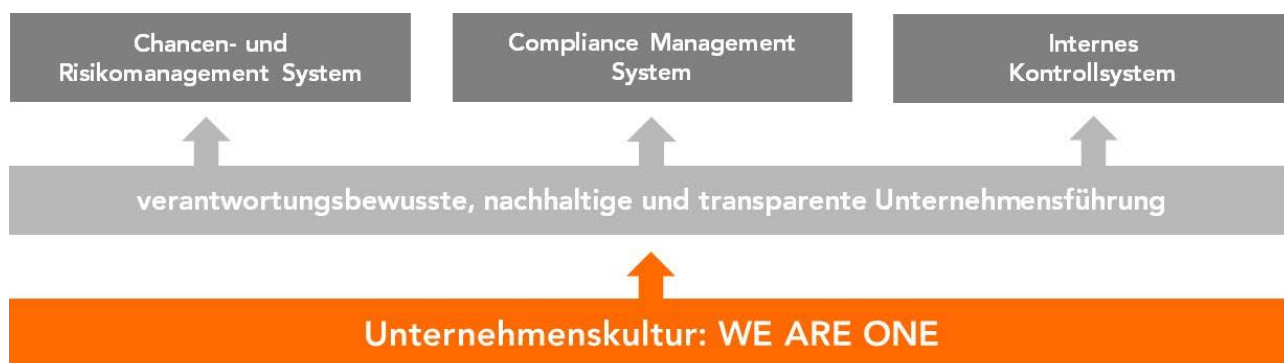 Chancen- und
Risikomanagement System
Compliance Management
System
Internes
Kontrollsystem
verantwortungsbewusste, nachhaltige und transparente Unternehmensführung
Unternehmenskultur: WE ARE ONE